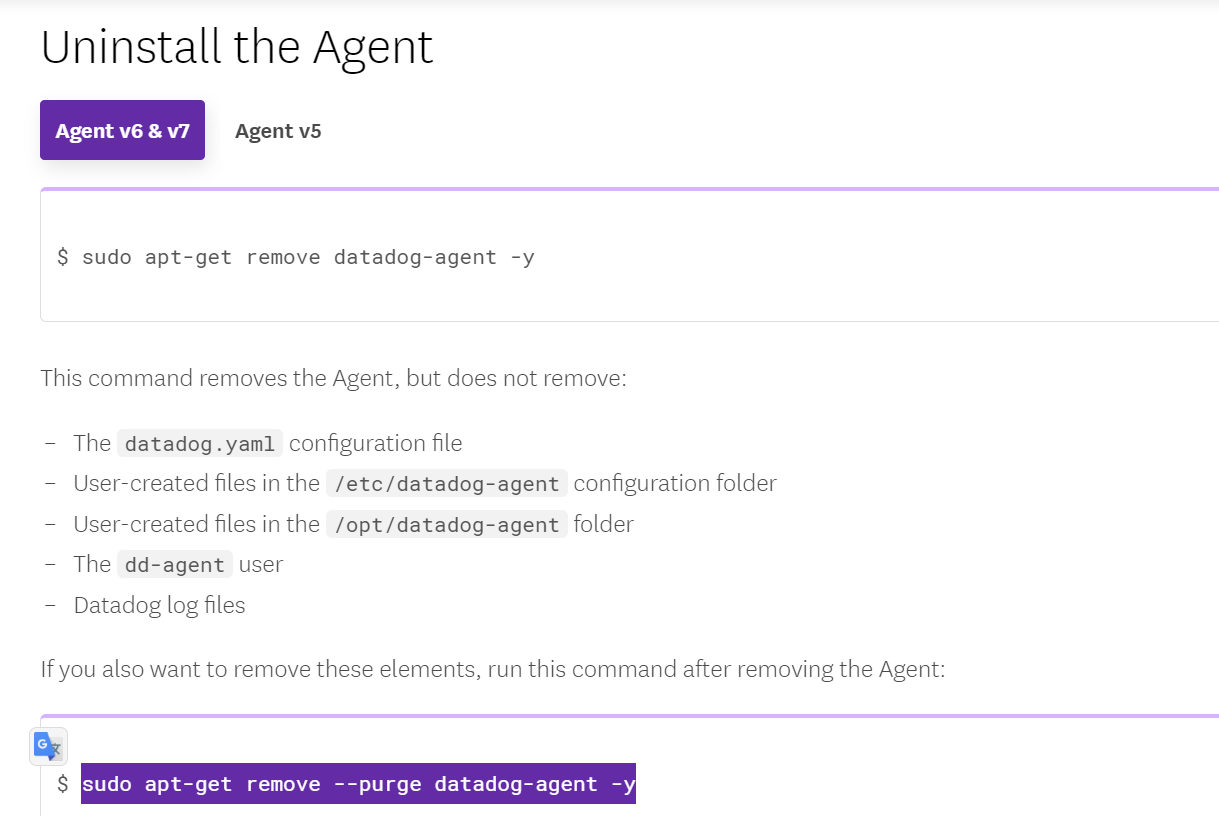 Uninstall the Agent
Agent v6 & v7 Agent v5
$ sudo apt-get remove datadog-agent -y
This command removes the Agent, but does not remove:
– The datadog.yaml configuration file
– User-created files in the /etc/datadog-agent configuration folder
– User-created files in the /opt/datadog-agent folder
– The dd-agent user
– Datadog log files
If you also want to remove these elements, run this command after removing the Agent:
G 文
$ sudo apt-get remove --purge datadog-agent -y